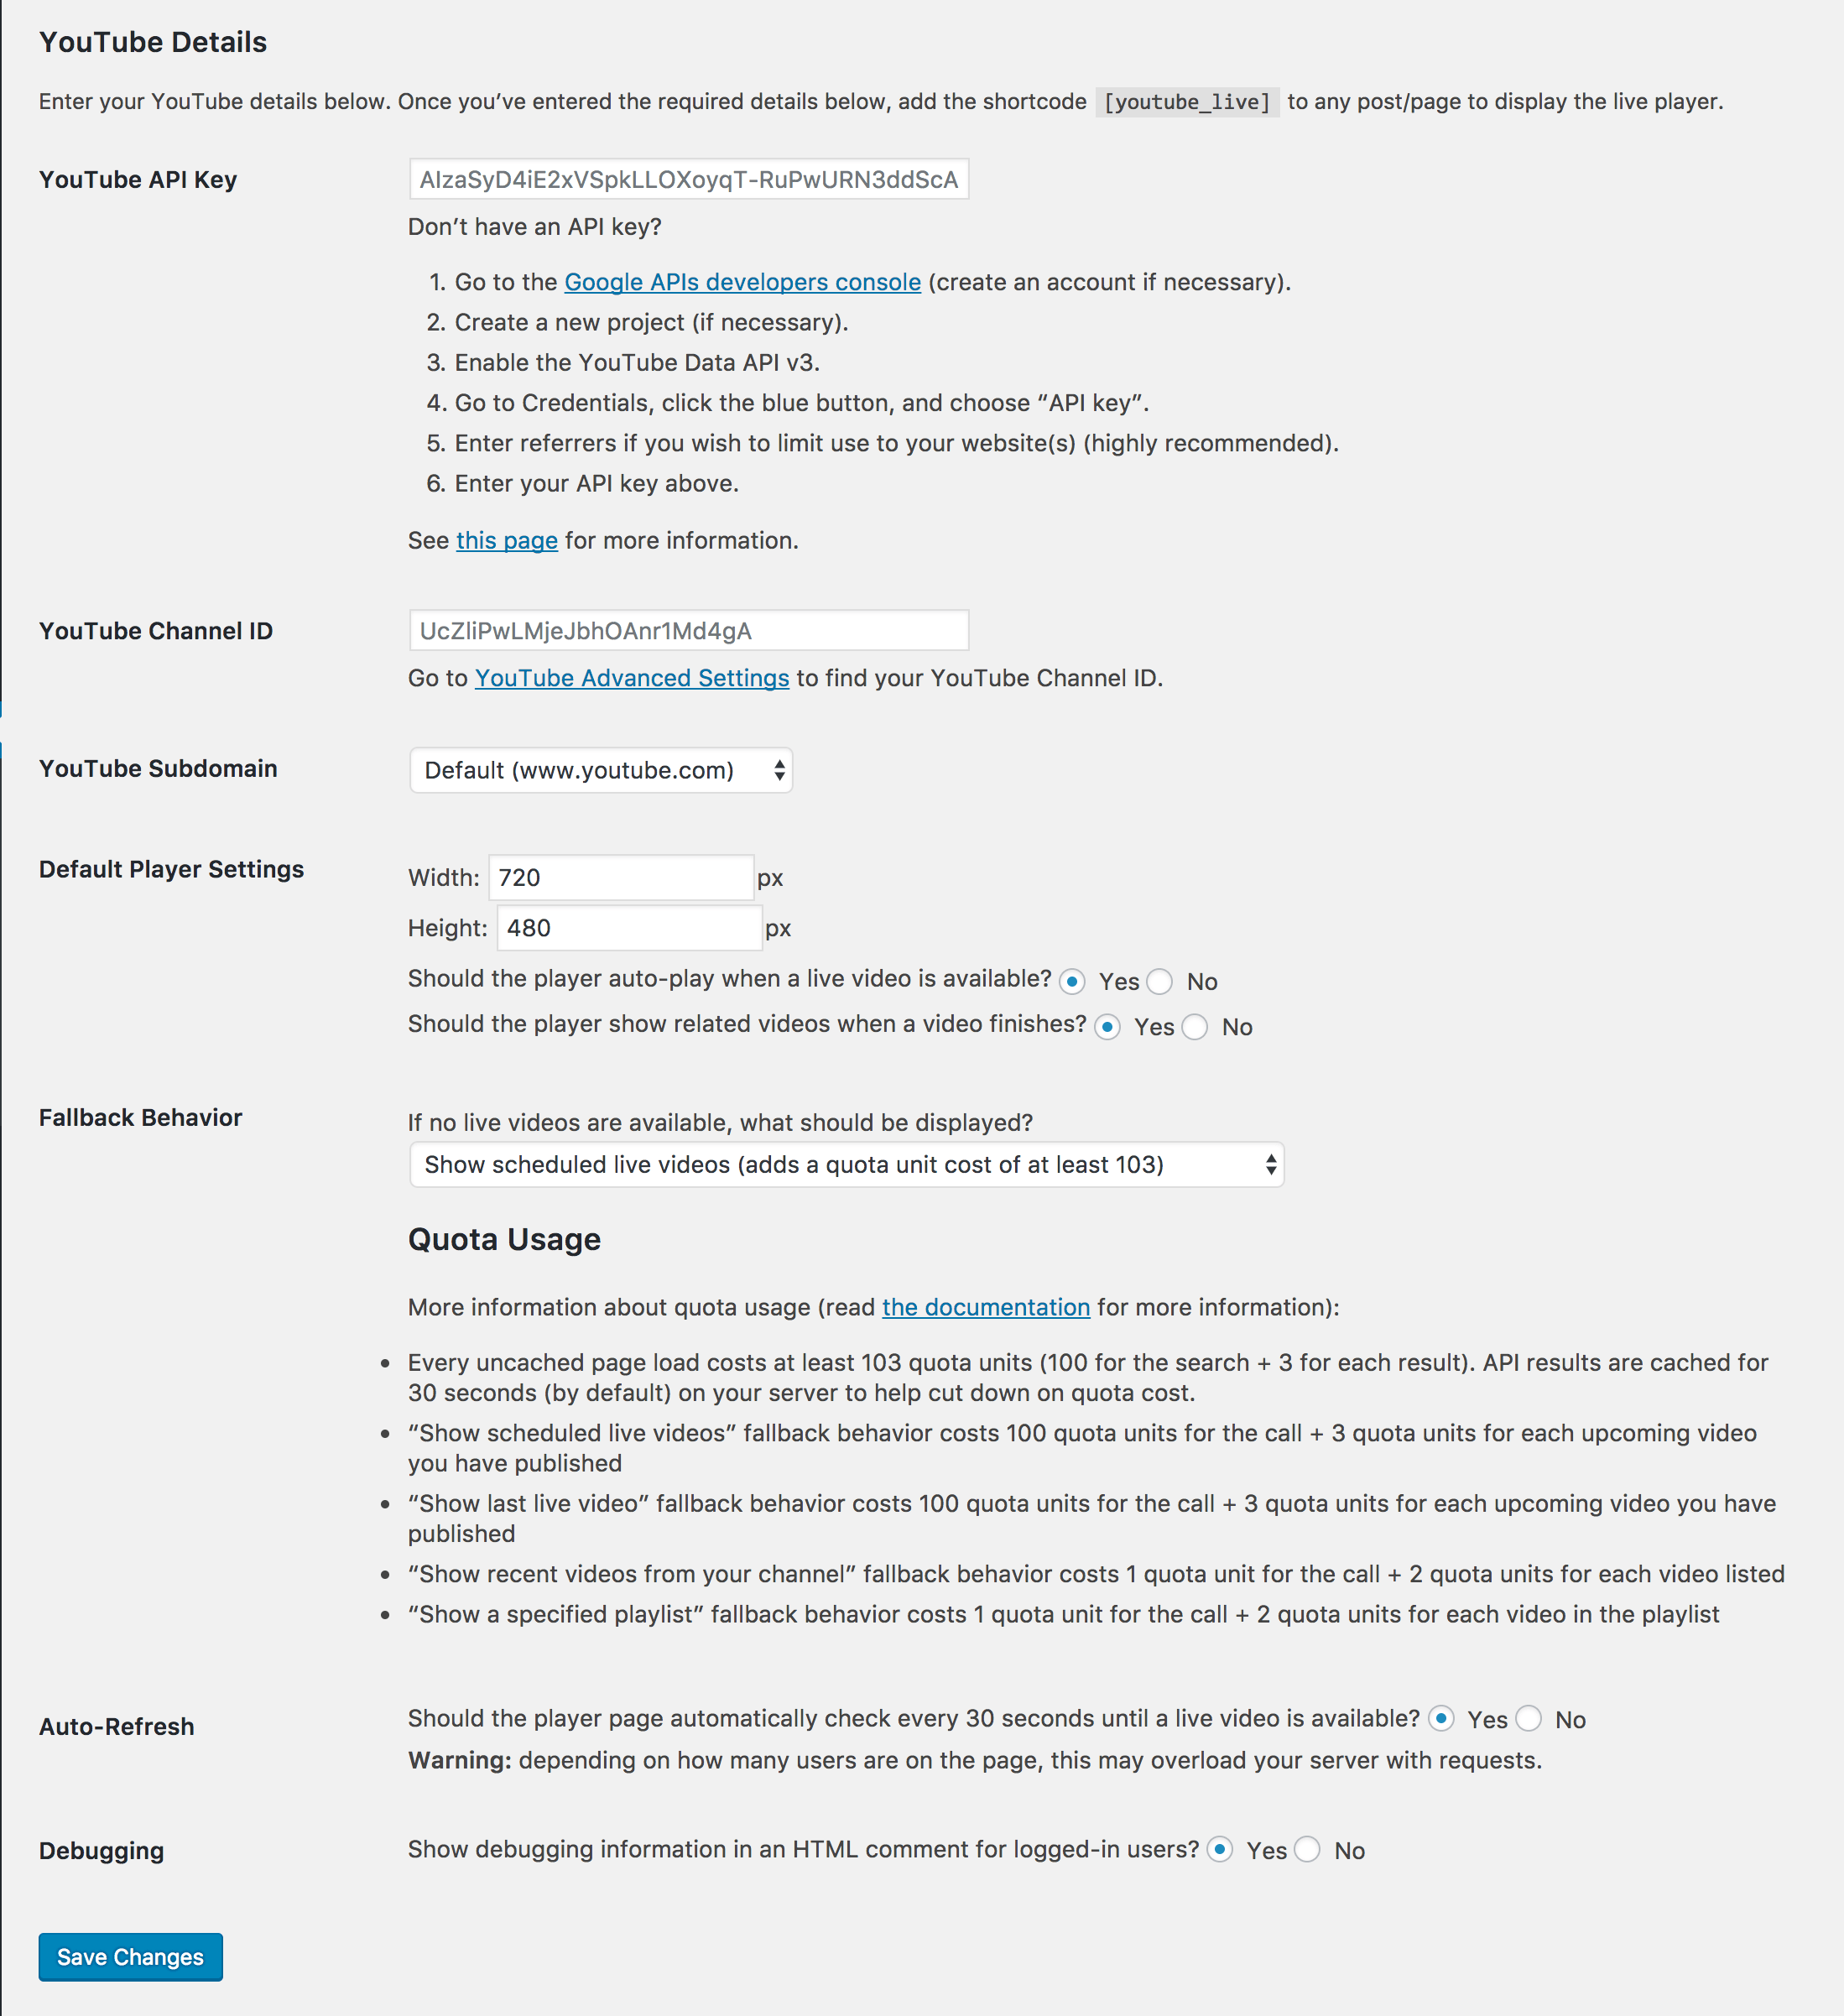 YouTube Details
Enter your YouTube details below. Once you’ve entered the required details below, add the shortcode [youtube_live] to any post/page to display the live player.
YouTube API Key
AIzaSyD4iE2xVSpkLLOXoyqT-RuPwURN3ddScA
Don’t have an API key?
1. Go to the Google APIs developers console (create an account if necessary).
2. Create a new project (if necessary).
3. Enable the YouTube Data API v3.
4. Go to Credentials, click the blue button, and choose “API key”.
5. Enter referrers if you wish to limit use to your website(s) (highly recommended).
6. Enter your API key above.
See this page for more information.
YouTube Channel ID
UcZliPwLMjeJbhOAnr1Md4gA
Go to YouTube Advanced Settings to find your YouTube Channel ID.
YouTube Subdomain
Default (www.youtube.com)
Default Player Settings
Width: 720 px
Height: 480 px
Should the player auto-play when a live video is available? Yes No
Should the player show related videos when a video finishes? Yes No
Fallback Behavior
If no live videos are available, what should be displayed?
Show scheduled live videos (adds a quota unit cost of at least 103)
Quota Usage
More information about quota usage (read the documentation for more information):
• Every uncached page load costs at least 103 quota units (100 for the search + 3 for each result). API results are cached for
30 seconds (by default) on your server to help cut down on quota cost.
• “Show scheduled live videos” fallback behavior costs 100 quota units for the call + 3 quota units for each upcoming video
you have published
• “Show last live video” fallback behavior costs 100 quota units for the call + 3 quota units for each upcoming video you have
published
• “Show recent videos from your channel” fallback behavior costs 1 quota unit for the call + 2 quota units for each video listed
• “Show a specified playlist” fallback behavior costs 1 quota unit for the call + 2 quota units for each video in the playlist
Auto-Refresh
Should the player page automatically check every 30 seconds until a live video is available? Yes No
Warning: depending on how many users are on the page, this may overload your server with requests.
Debugging
Show debugging information in an HTML comment for logged-in users? Yes No
Save Changes